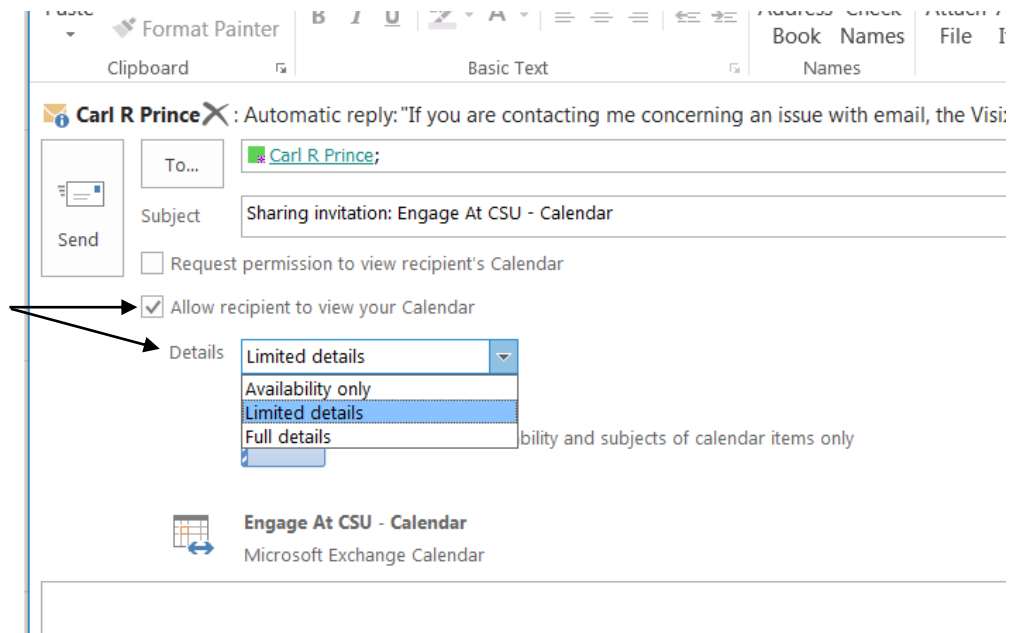 Paste
Format Painter
B I U A
Address Check Attach
Book Names File
Clipboard Basic Text Names
Carl R Prince : Automatic reply: "If you are contacting me concerning an issue with email, the
To... Carl R Prince;
Subject Sharing invitation: Engage At CSU - Calendar
Send
Request permission to view recipient's Calendar
Allow recipient to view your Calendar
Details Limited details
Availability only
Limited details
Full details
bility and subjects of calendar items only
Engage At CSU - Calendar
Microsoft Exchange Calendar